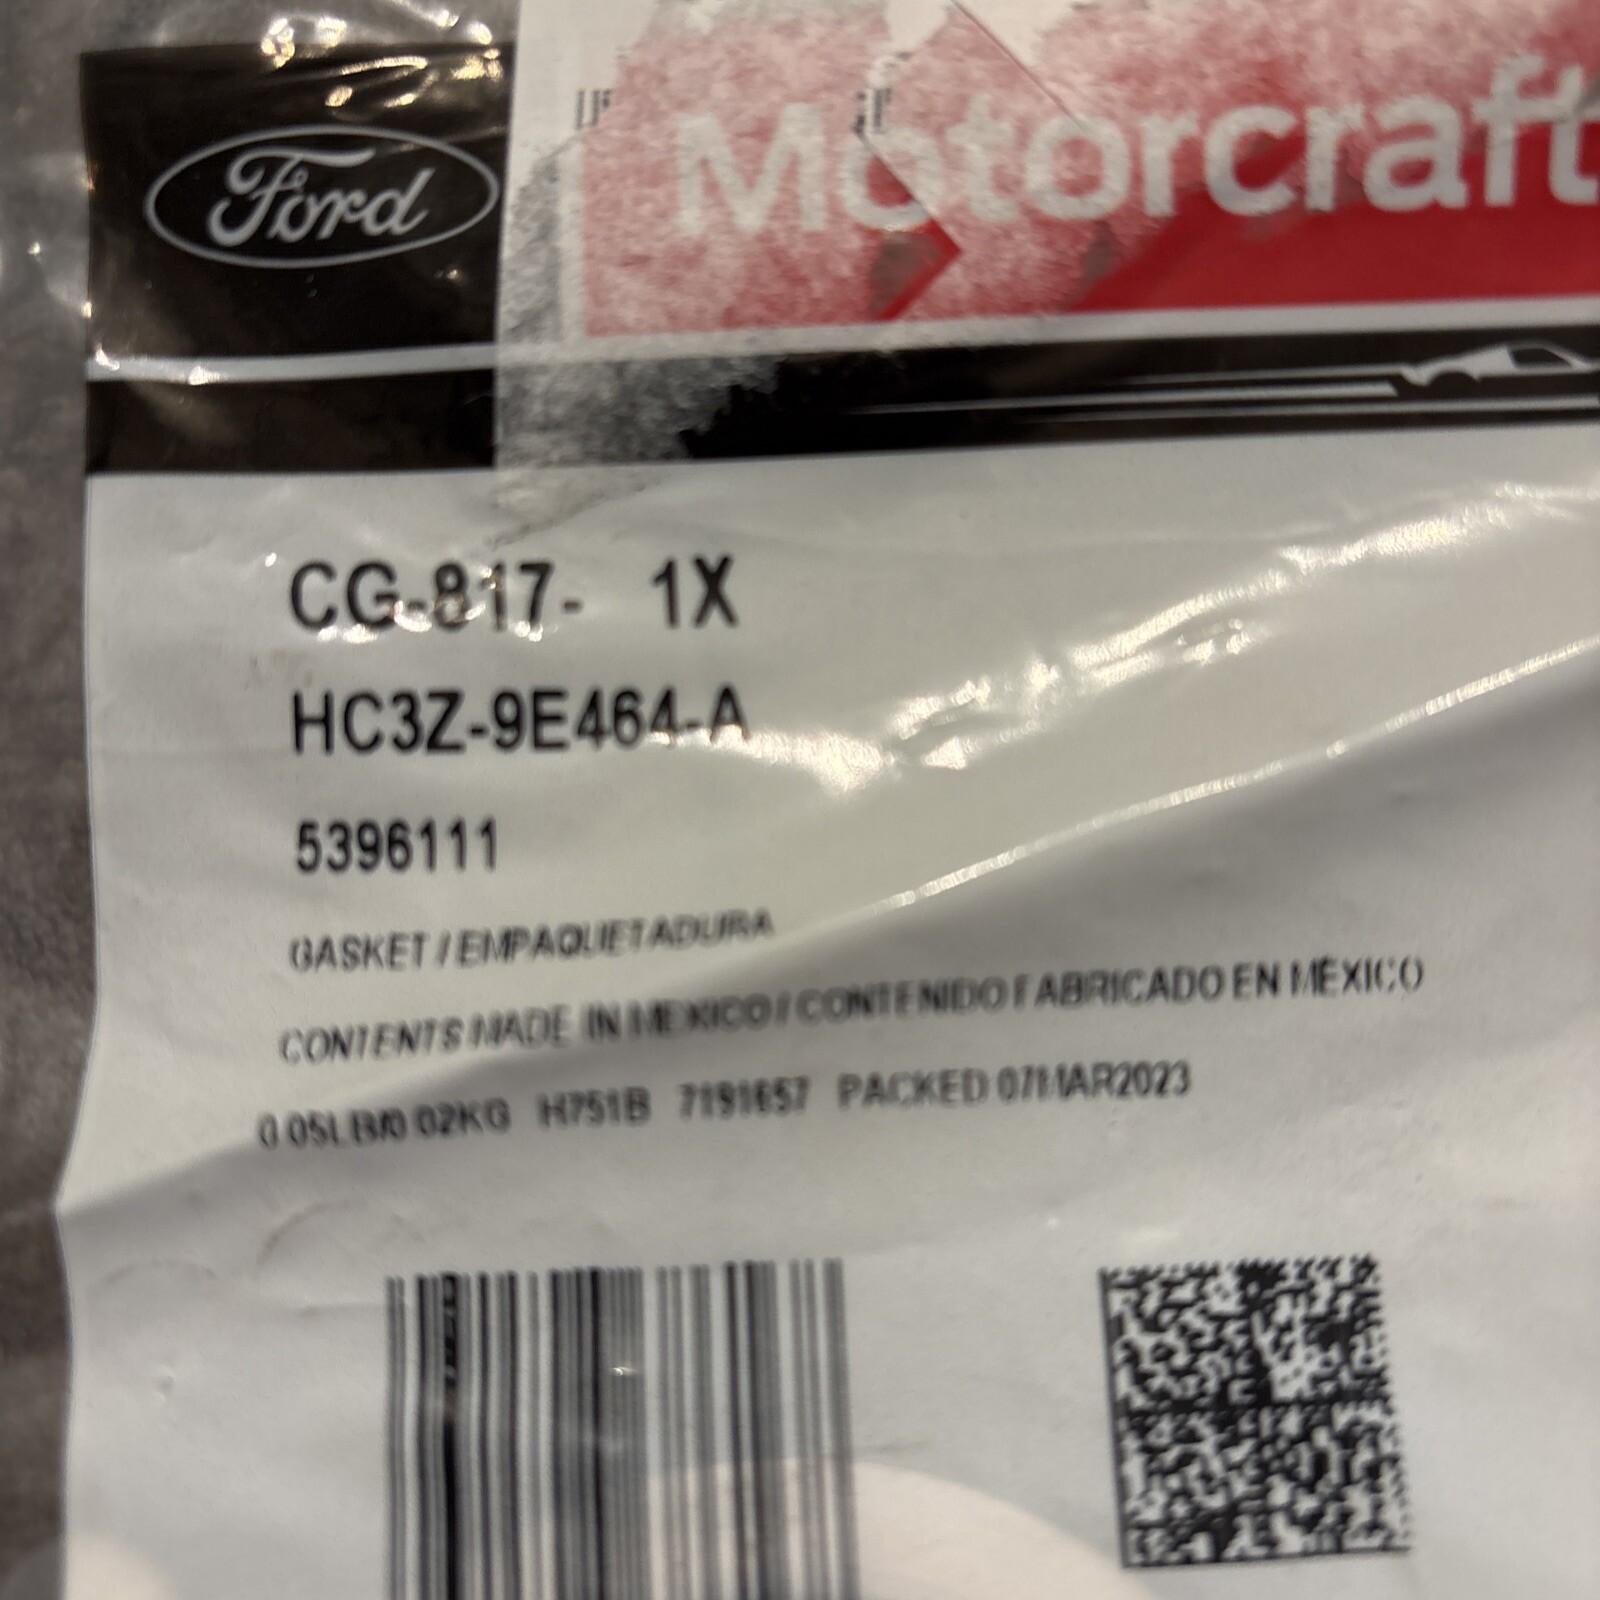 Ford
Motorcraft
CG-817- 1X
HC3Z-9E464-A
5396111
GASKET / EMPAQUETADURA
CONTENTS MADE IN MEXICO / CONTENIDO FABRICADO EN MÉXICO
0.05LB/0.02KG H751B 7191657 PACKED 07MAR2023